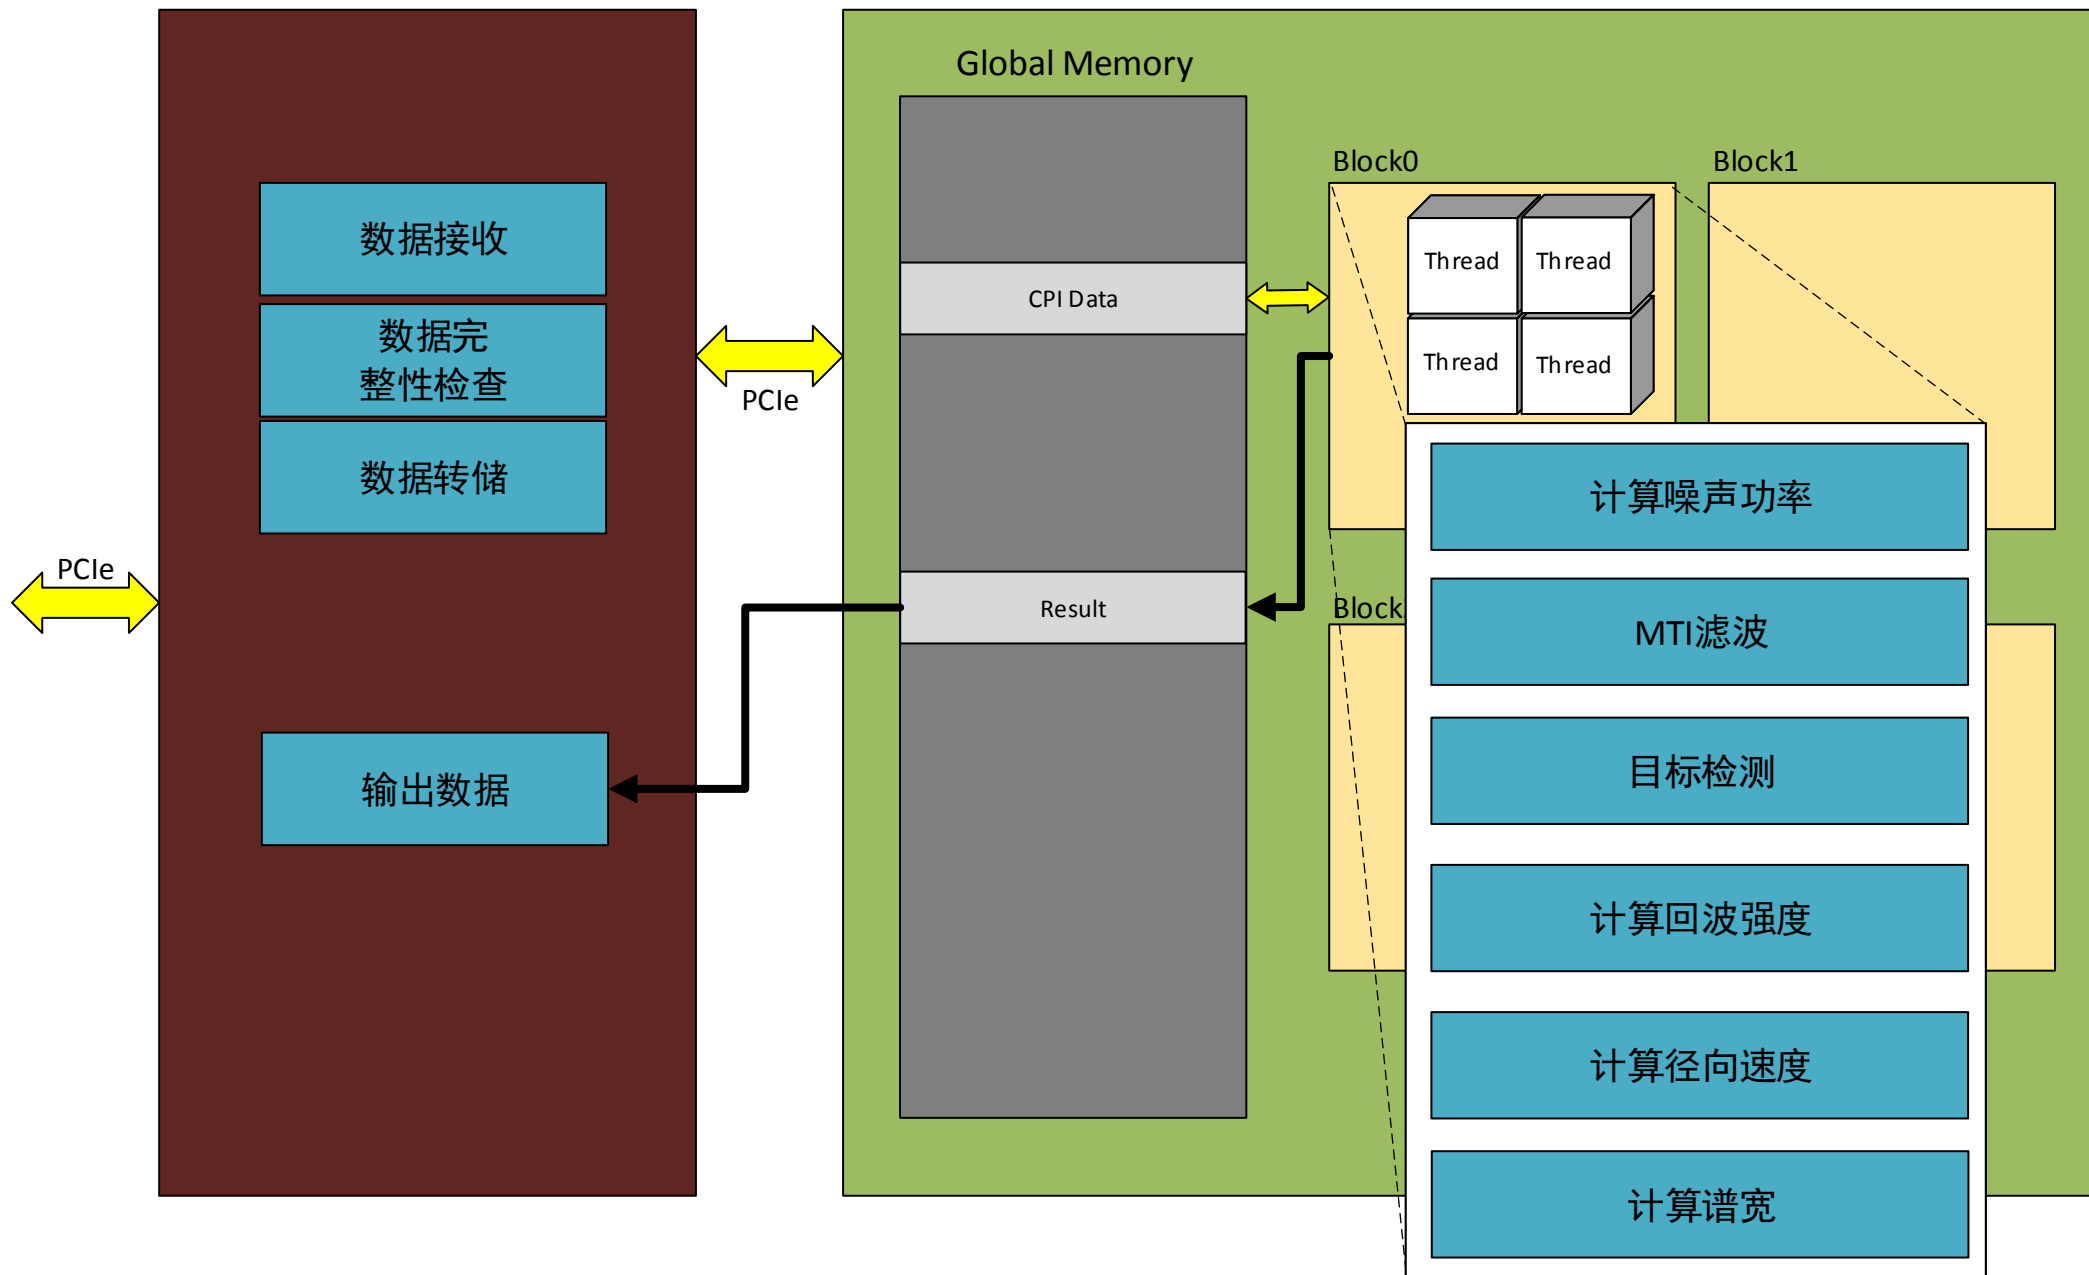 Global Memory
Block0
Block1
数据接收
Thread
Thread
CPI Data
数据完
整性检查
Thread
Thread
PCIe
数据转储
计算噪声功率
PCIe
Result
MTI滤波
目标检测
输出数据
计算回波强度
计算径向速度
计算谱宽